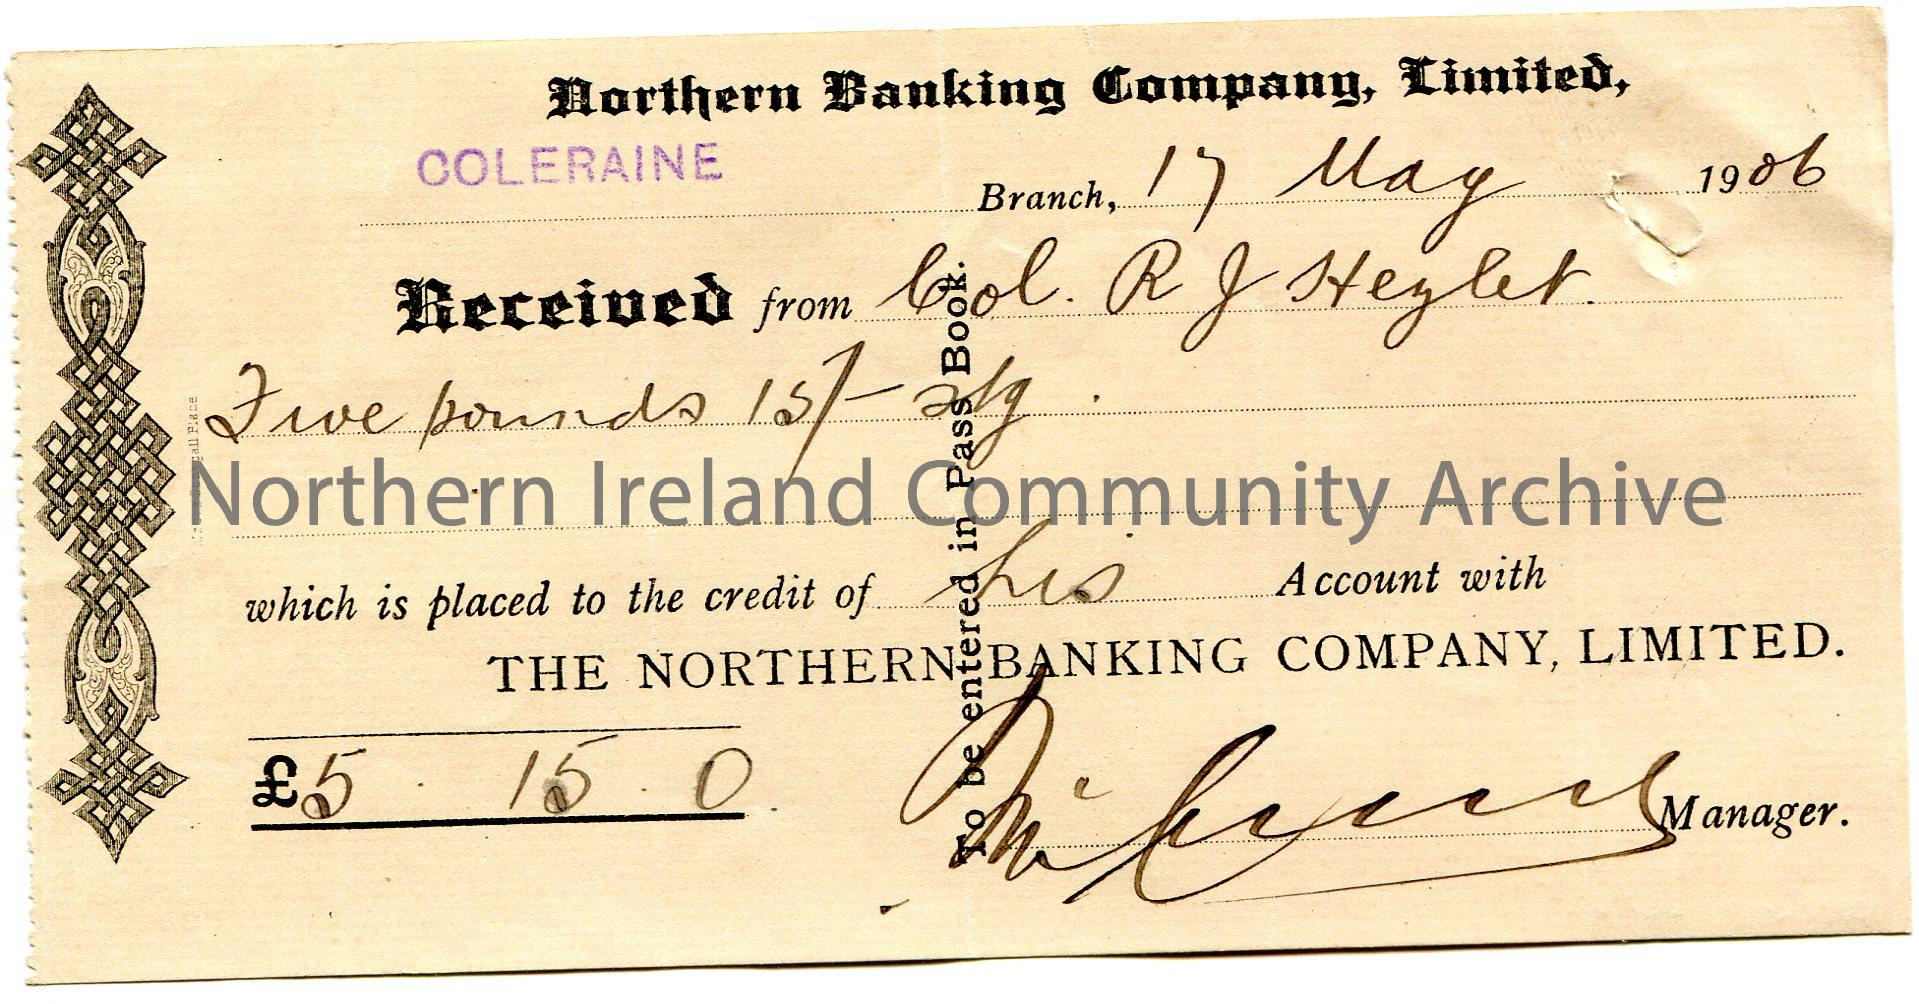 Northern Banking Company, Limited,
COLERAINE
Branch, 17 May 1906
Received from Col. R J Heylet.
Five pounds 15/- stg.
Northern Ireland Community Archive
which is placed to the credit of his Account with
THE NORTHERN BANKING COMPANY, LIMITED.
£5. 15. 0.
Manager.
To be entered in Pass Book.